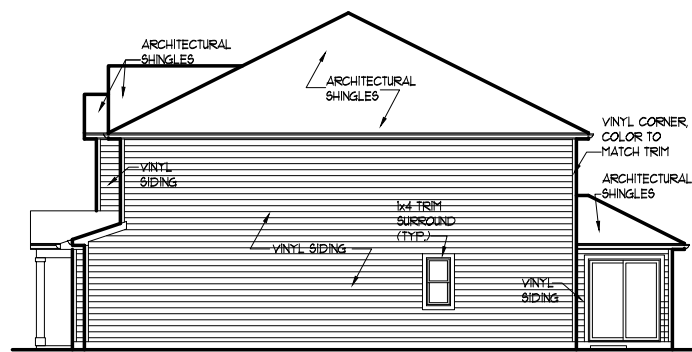 ARCHITECTURAL
SHINGLES
ARCHITECTURAL
SHINGLES
VINYL CORNER,
COLOR TO
MATCH TRIM
VINYL
SIDING
ARCHITECTURAL
SHINGLES
1x4 TRIM
SURROUND
(TYP.)
VINYL SIDING
VINYL
SIDING